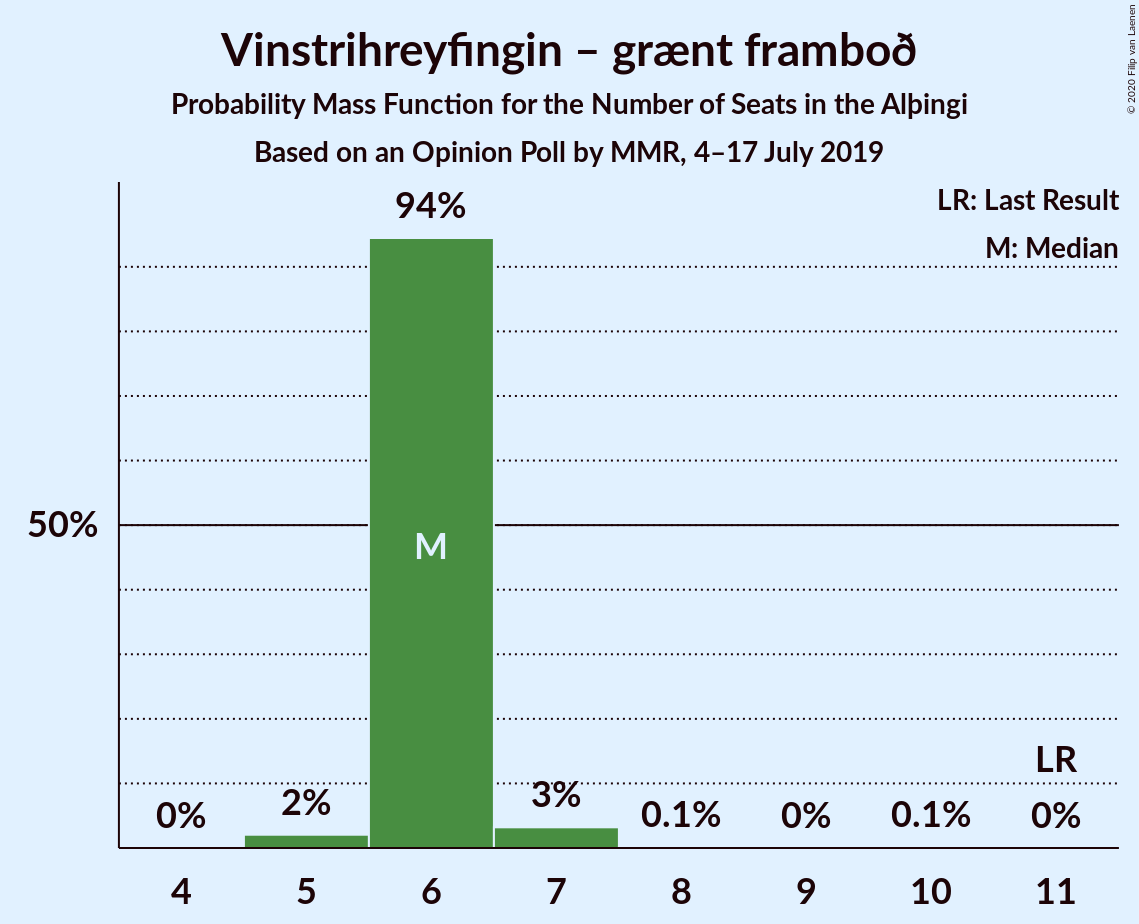 Vinstrihreyfingin – grænt framboð
Probability Mass Function for the Number of Seats in the Alþingi
Based on an Opinion Poll by MMR, 4–17 July 2019
© 2020 Filip van Laenen
LR: Last Result
M: Median
94%
50%
M
LR
0%
2%
3%
0.1%
0%
0.1%
0%
4
5
6
7
8
9
10
11